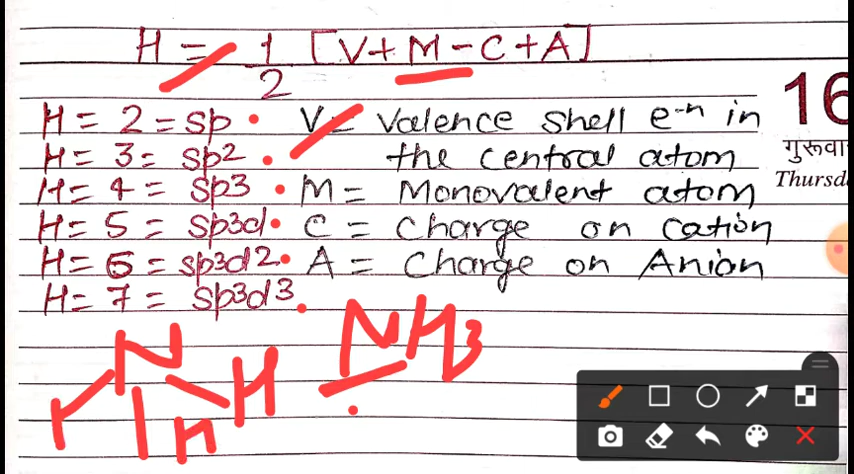 H = 1/2 [V+M-C+A]
H = 2 = sp • V = Valence shell e-n in
H = 3 = sp2 • the central atom
H = 4 = sp3 • M = Monovalent atom
H = 5 = sp3d • C = Charge on cation
H = 6 = sp3d2 • A = Charge on Anion
H = 7 = sp3d3 •
16
गुरूवा
Thursd
N
H
H
NH3